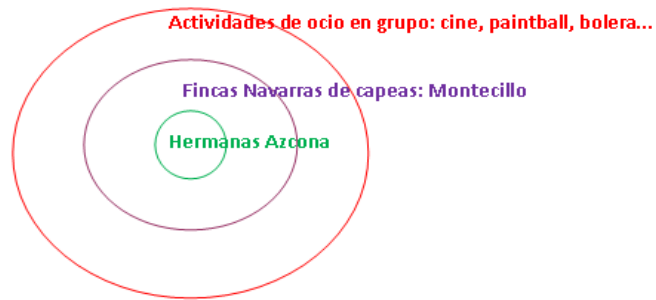 Actividades de ocio en grupo: cine, paintball, bolera...
Fincas Navarras de capeas: Montecillo
Hermanas Azcona